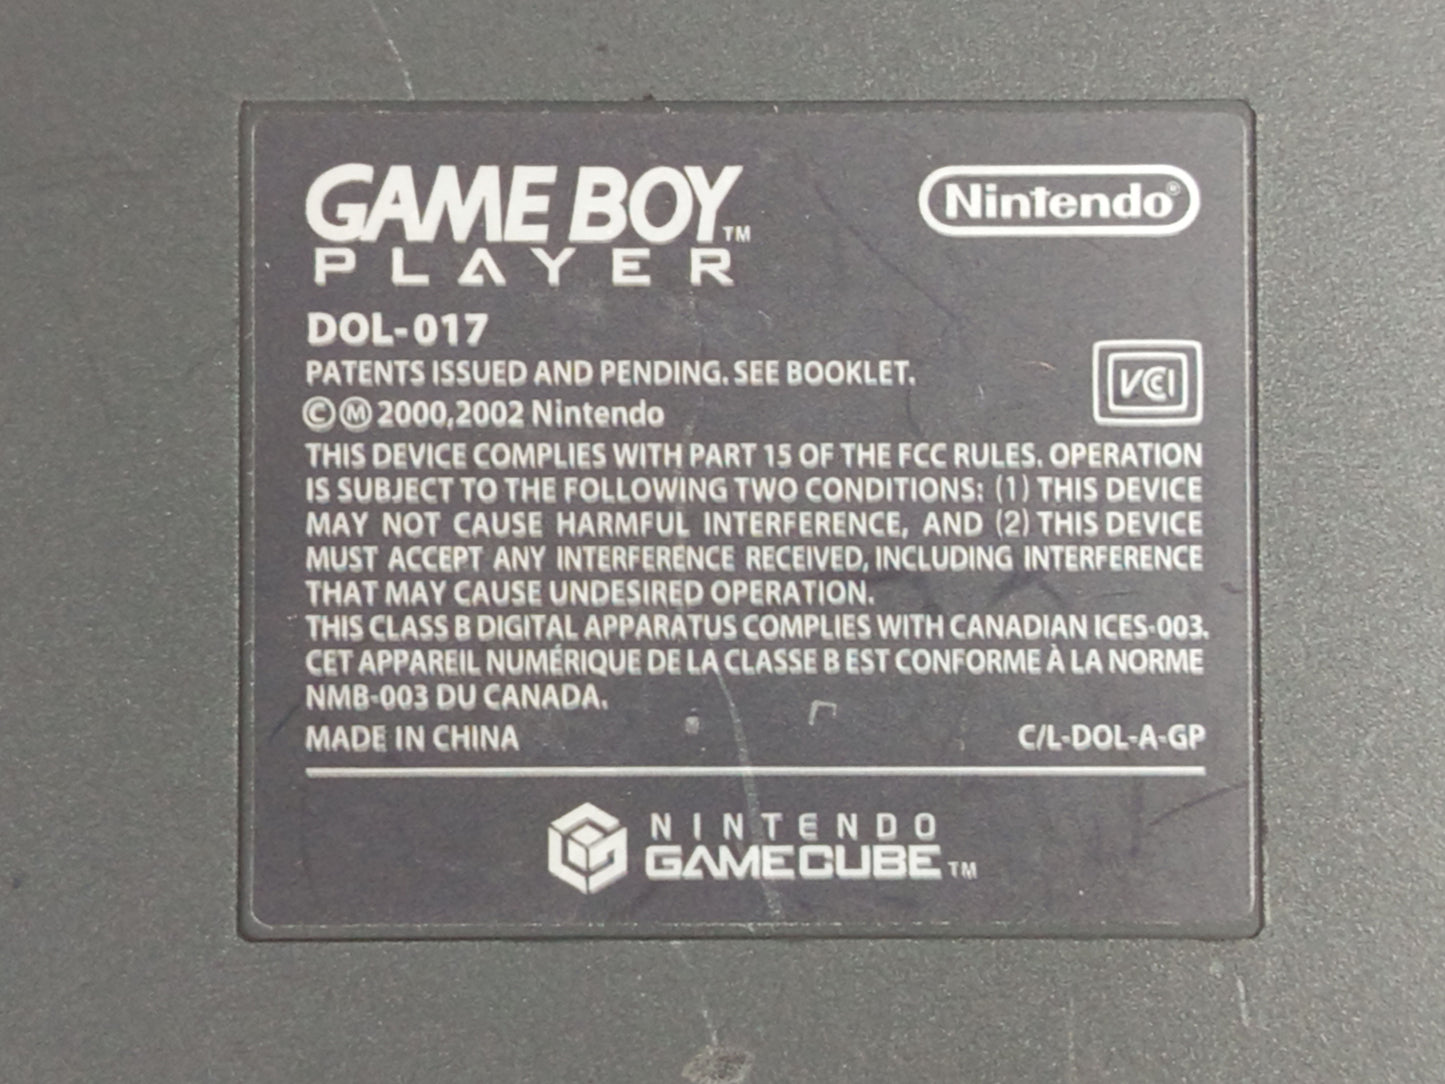 GAME BOY™
PLAYER
Nintendo®
DOL-017
PATENTS ISSUED AND PENDING. SEE BOOKLET.
VCCI
©Ⓜ 2000,2002 Nintendo
THIS DEVICE COMPLIES WITH PART 15 OF THE FCC RULES. OPERATION
IS SUBJECT TO THE FOLLOWING TWO CONDITIONS: (1) THIS DEVICE
MAY NOT CAUSE HARMFUL INTERFERENCE, AND (2) THIS DEVICE
MUST ACCEPT ANY INTERFERENCE RECEIVED, INCLUDING INTERFERENCE
THAT MAY CAUSE UNDESIRED OPERATION.
THIS CLASS B DIGITAL APPARATUS COMPLIES WITH CANADIAN ICES-003.
CET APPAREIL NUMÉRIQUE DE LA CLASSE B EST CONFORME À LA NORME
NMB-003 DU CANADA.
MADE IN CHINA
C/L-DOL-A-GP
NINTENDO
GAMECUBE™